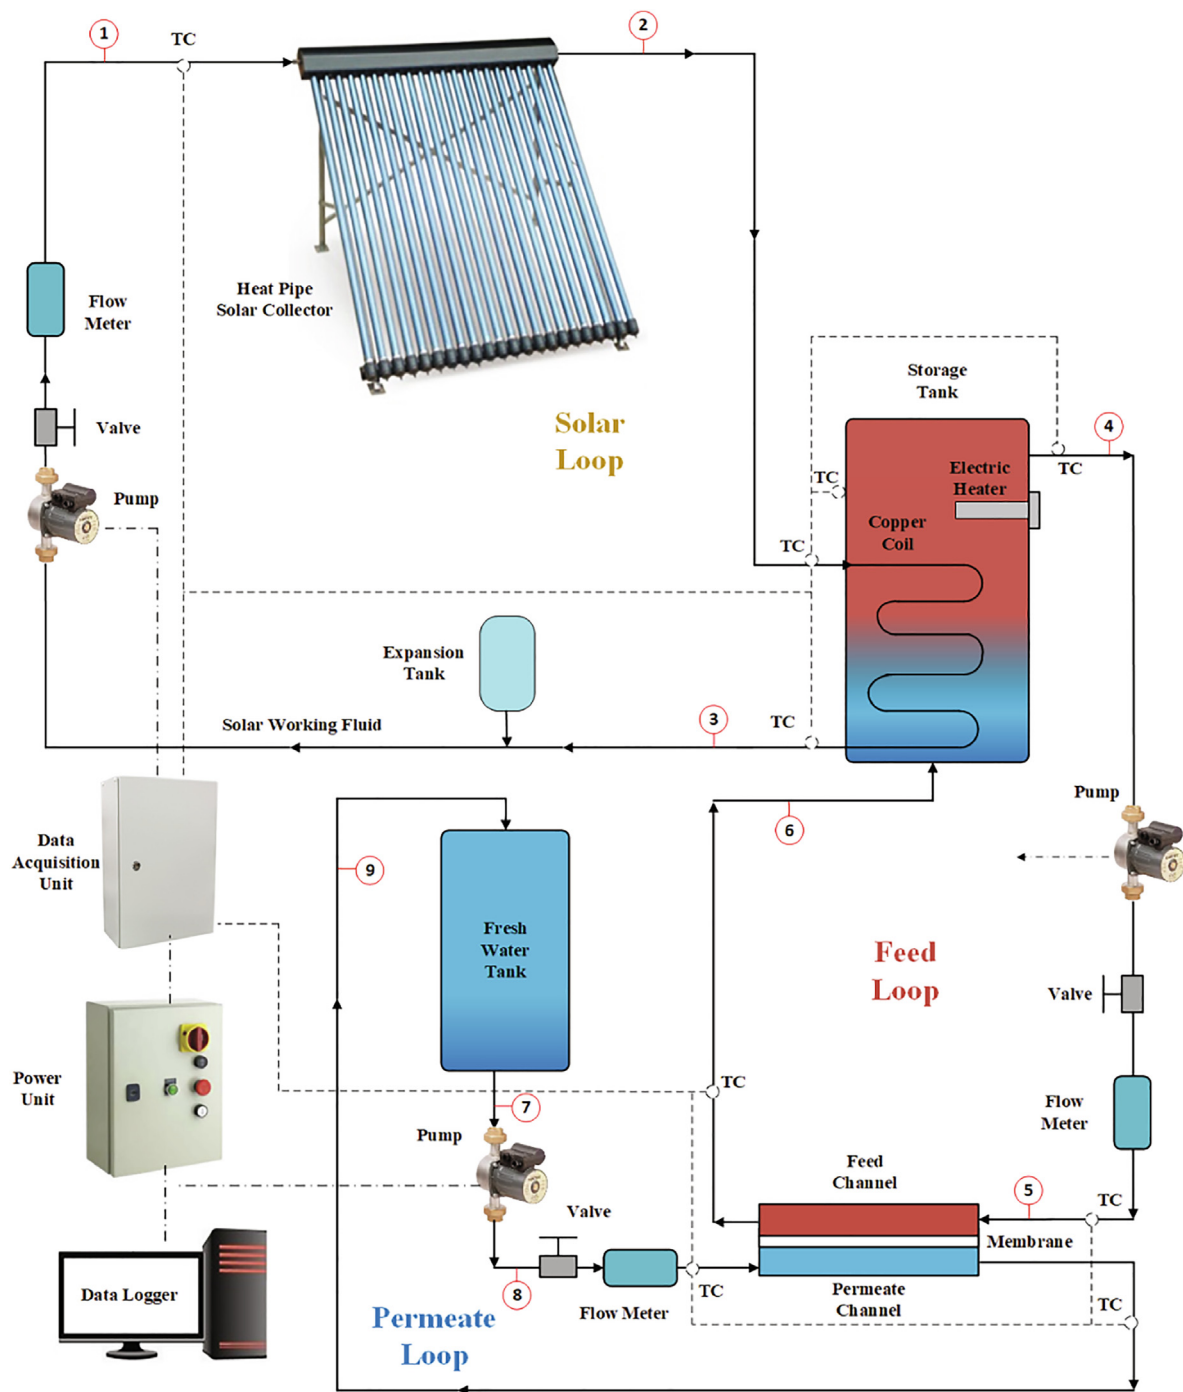 1
TC
2
Heat Pipe
Solar Collector
Flow
Meter
Valve
Pump
Solar
Loop
Storage
Tank
4
TC
Electric
Heater
TC
Copper
Coil
TC
Expansion
Tank
Solar Working Fluid
3
TC
6
Pump
Data
Acquisition
Unit
9
Fresh
Water
Tank
Feed
Loop
Valve
Power
Unit
7
Pump
TC
Flow
Meter
Feed
Channel
5
TC
Membrane
Valve
8
Flow Meter
TC
Permeate
Channel
TC
Data Logger
Permeate
Loop